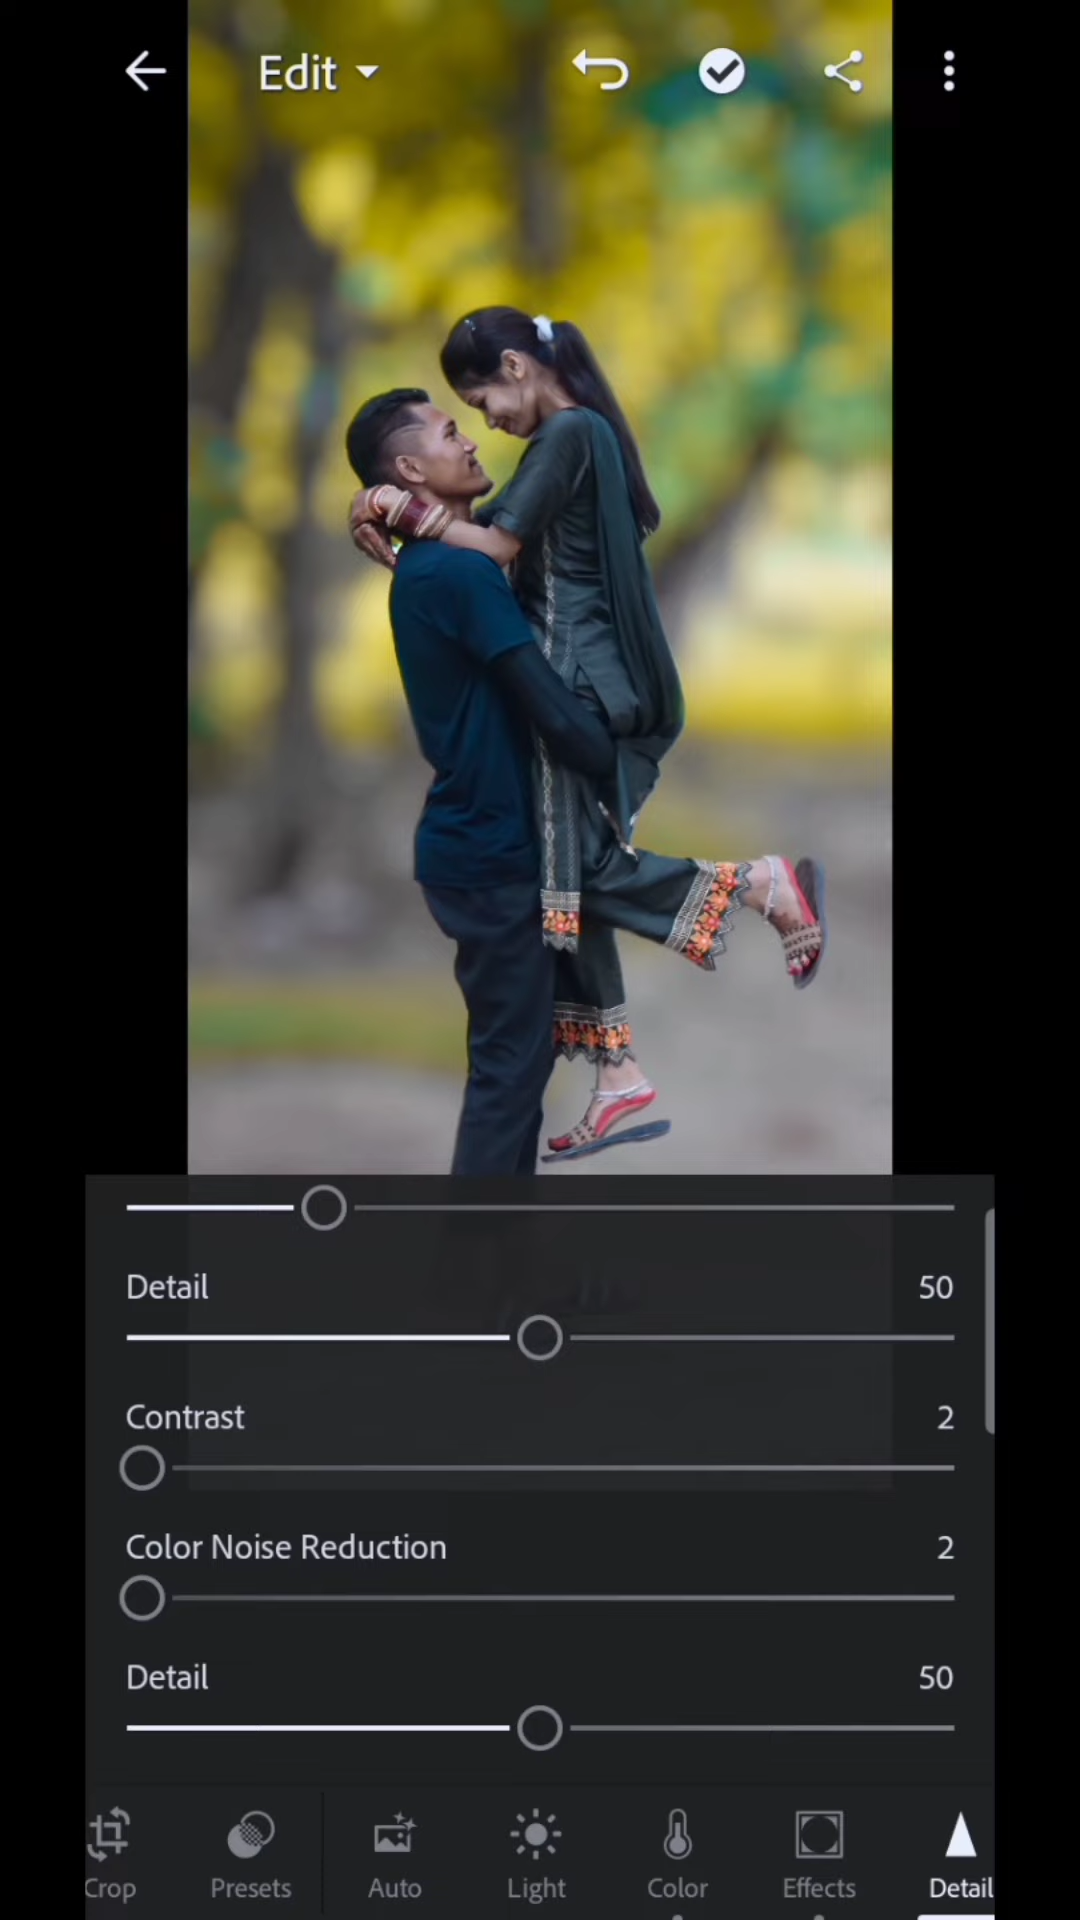 Edit
Detail 50
Contrast 2
Color Noise Reduction 2
Detail 50
Crop Presets Auto Light Color Effects Detail